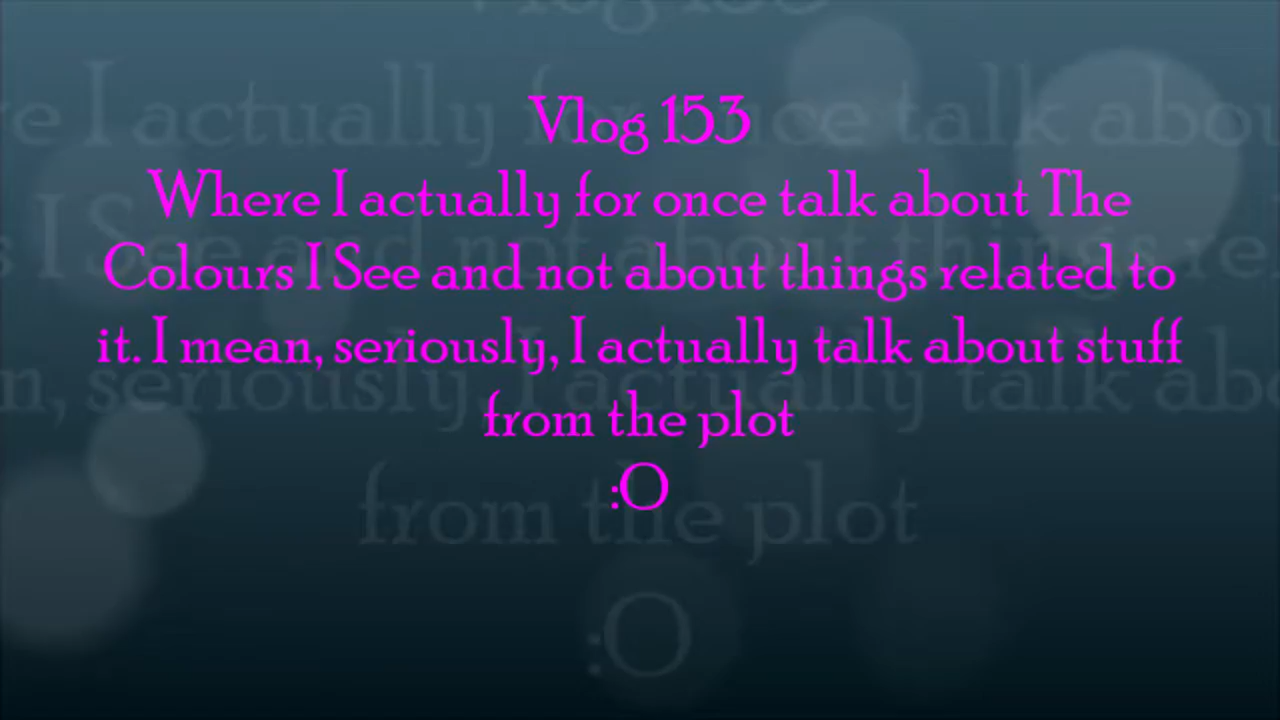 Vlog 153
Where I actually for once talk about The
Colours I See and not about things related to
it. I mean, seriously, I actually talk about stuff
from the plot
:O